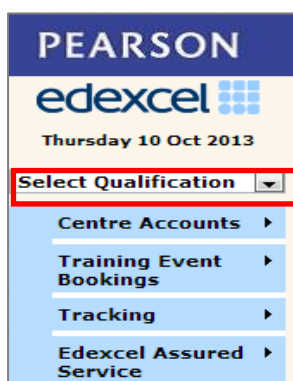 PEARSON
edexcel
Thursday 10 Oct 2013
Select Qualification
Centre Accounts
Training Event
Bookings
Tracking
Edexcel Assured
Service